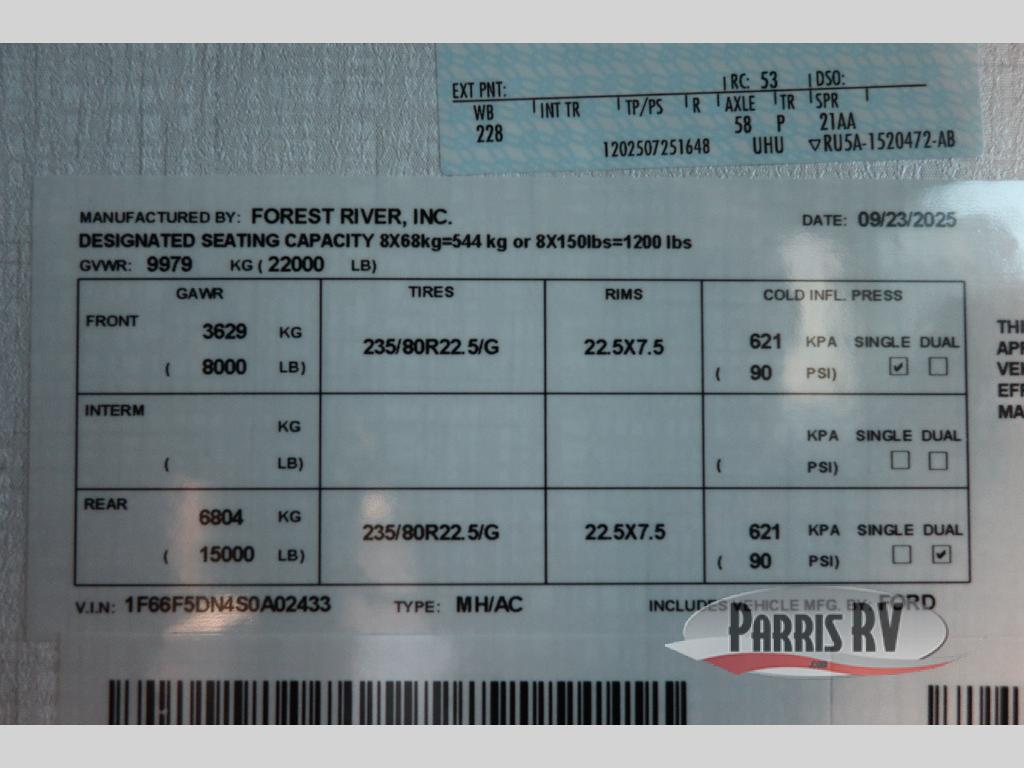 EXT PNT: RC: 53 DSO:
WB INT TR TP/PS R AXLE TR SPR
228 58 P 21AA
1202507251648 UHU ▽RU5A-1520472-AB
MANUFACTURED BY: FOREST RIVER, INC. DATE: 09/23/2025
DESIGNATED SEATING CAPACITY 8X68kg=544 kg or 8X150lbs=1200 lbs
GVWR: 9979 KG ( 22000 LB)
GAWR TIRES RIMS COLD INFL. PRESS
FRONT 3629 KG 235/80R22.5/G 22.5X7.5 621 KPA SINGLE DUAL
( 8000 LB) ( 90 PSI) ☑ ☐
INTERM KG KPA SINGLE DUAL
( LB) ( PSI) ☐ ☐
REAR 6804 KG 235/80R22.5/G 22.5X7.5 621 KPA SINGLE DUAL
( 15000 LB) ( 90 PSI) ☐ ☑
V.I.N: 1F66F5DN4S0A02433 TYPE: MH/AC INCLUDES VEHICLE MFG. BY: FORD
PARRIS RV
.com